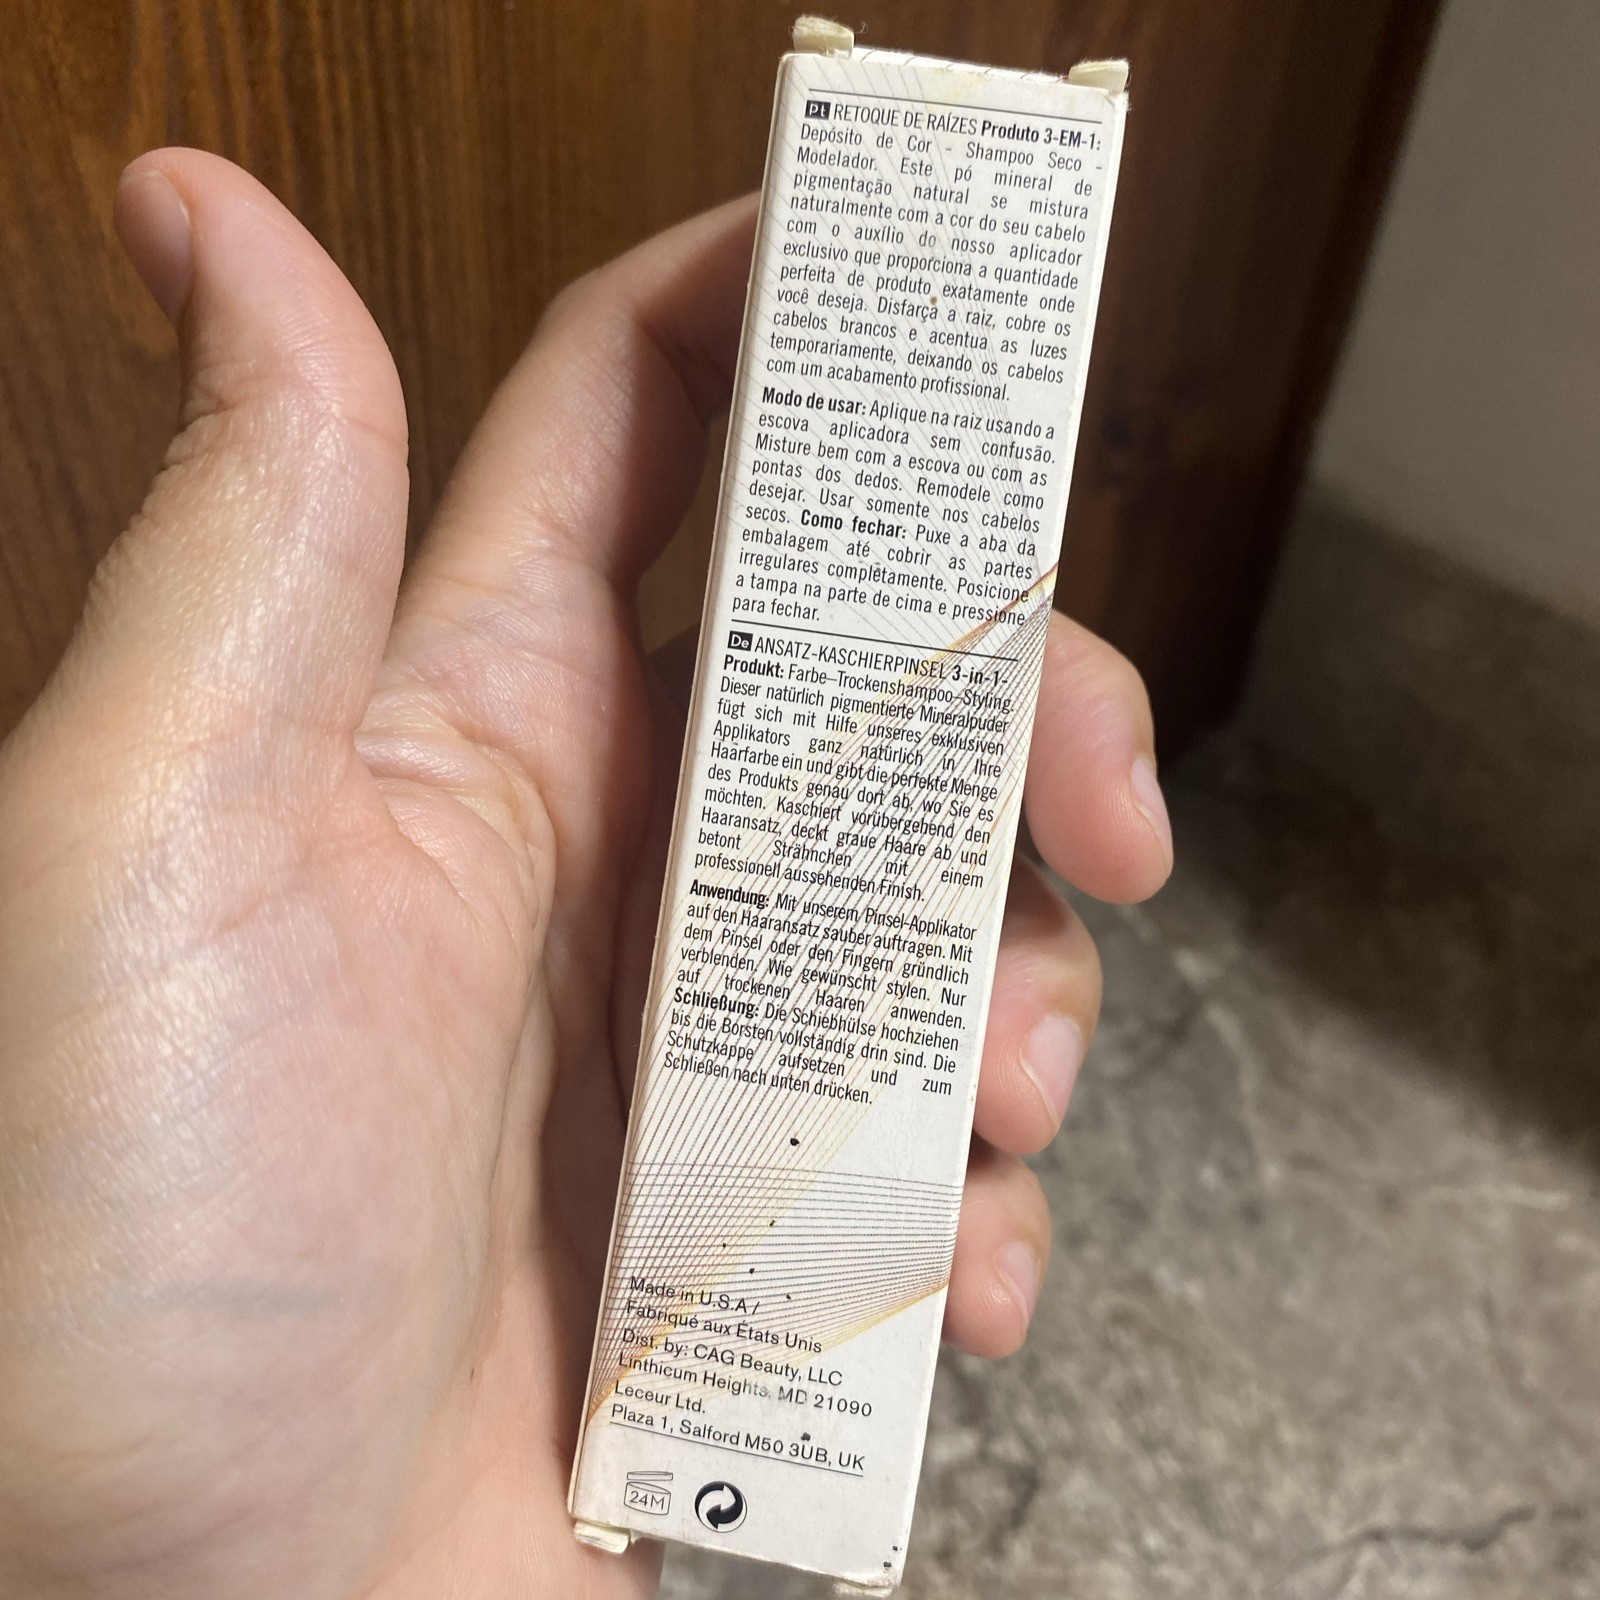 Pt RETOQUE DE RAÍZES Produto 3-EM-1:
Depósito de Cor - Shampoo Seco -
Modelador. Este pó mineral de
pigmentação natural se mistura
naturalmente com a cor do seu cabelo
com o auxílio do nosso aplicador
exclusivo que proporciona a quantidade
perfeita de produto exatamente onde
você deseja. Disfarça a raiz, cobre os
cabelos brancos e acentua as luzes
temporariamente, deixando os cabelos
com um acabamento profissional.
Modo de usar: Aplique na raiz usando a
escova aplicadora sem confusão.
Misture bem com a escova ou com as
pontas dos dedos. Remodele como
desejar. Usar somente nos cabelos
secos. Como fechar: Puxe a aba da
embalagem até cobrir as partes
irregulares complētamente. Posicione
a tampa na parte de cima e pressione
para fechar.
De ANSATZ-KASCHIERPINSEL 3-in-1-
Produkt: Farbe–Trockenshampoo–Styling.
Dieser natürlich pigmentierte Mineralpuder
fügt sich mit Hilfe unseres exklusiven
Applikators ganz natürlich in Ihre
Haarfarbe ein und gibt die perfekte Menge
des Produkts genau dort ab, wo Sie es
möchten. Kaschiert vorübergehend den
Haaransatz, deckt graue Haare ab und
betont Strähnchen mit einem
professionell aussehenden Finish.
Anwendung: Mit unserem Pinsel-Applikator
auf den Haaransatz sauber auftragen. Mit
dem Pinsel oder den Fingern gründlich
verblenden. Wie gewünscht stylen. Nur
auf trockenen Haaren anwenden.
Schließung: Die Schiebhülse hochziehen
bis die Borsten vollständig drin sind. Die
Schutzkappe aufsetzen und zum
Schließen nach unten drücken.
Made in U.S.A /
Fabriqué aux États Unis
Dist. by: CAG Beauty, LLC
Linthicum Heights, MD 21090
Leceur Ltd.
Plaza 1, Salford M50 3UB, UK
24M